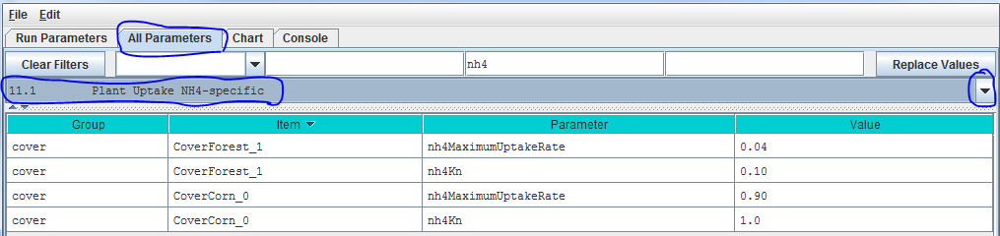 File Edit
Run Parameters All Parameters Chart Console
Clear Filters nh4 Replace Values
11.1 Plant Uptake NH4-specific
Group Item Parameter Value
cover CoverForest_1 nh4MaximumUptakeRate 0.04
cover CoverForest_1 nh4Kn 0.10
cover CoverCorn_0 nh4MaximumUptakeRate 0.90
cover CoverCorn_0 nh4Kn 1.0